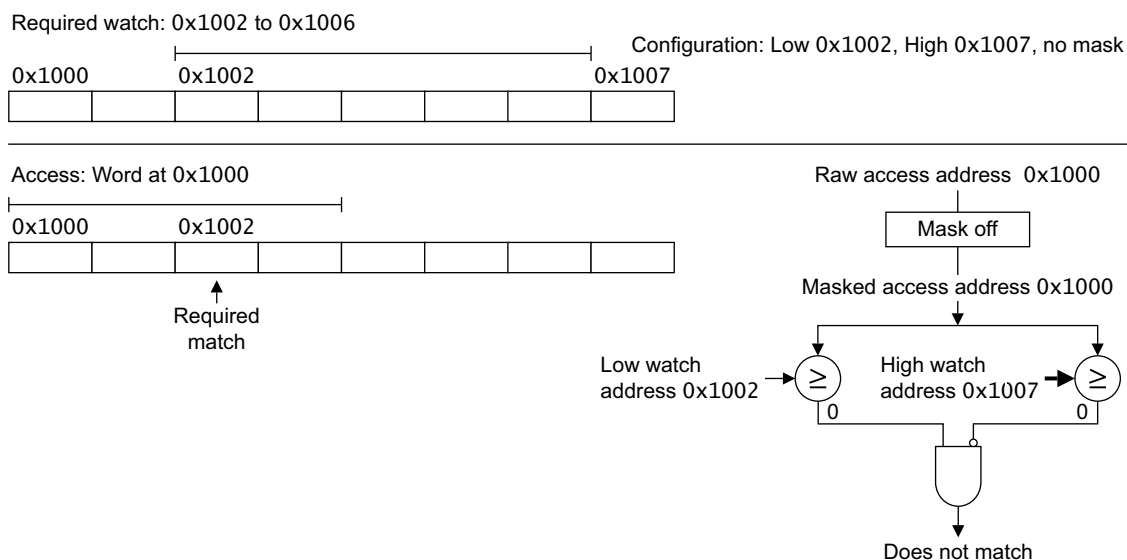 Required watch: 0x1002 to 0x1006
Configuration: Low 0x1002, High 0x1007, no mask
0x1000 0x1002 0x1007
Access: Word at 0x1000
0x1000 0x1002
Required
match
Raw access address 0x1000
Mask off
Masked access address 0x1000
Low watch
address 0x1002
≥
High watch
address 0x1007
≥
0 0
Does not match